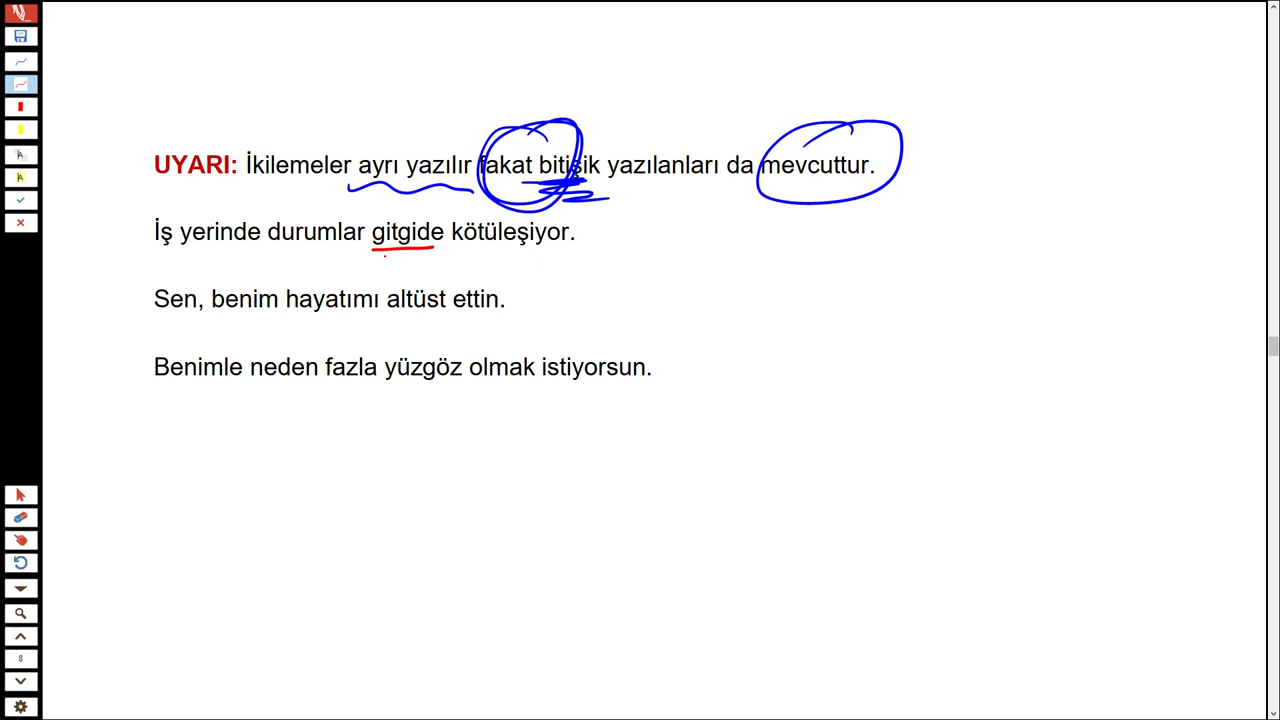 UYARI: İkilemeler ayrı yazılır fakat bitişik yazılanları da mevcuttur.
İş yerinde durumlar gitgide kötüleşiyor.
Sen, benim hayatımı altüst ettin.
Benimle neden fazla yüzgöz olmak istiyorsun.
8